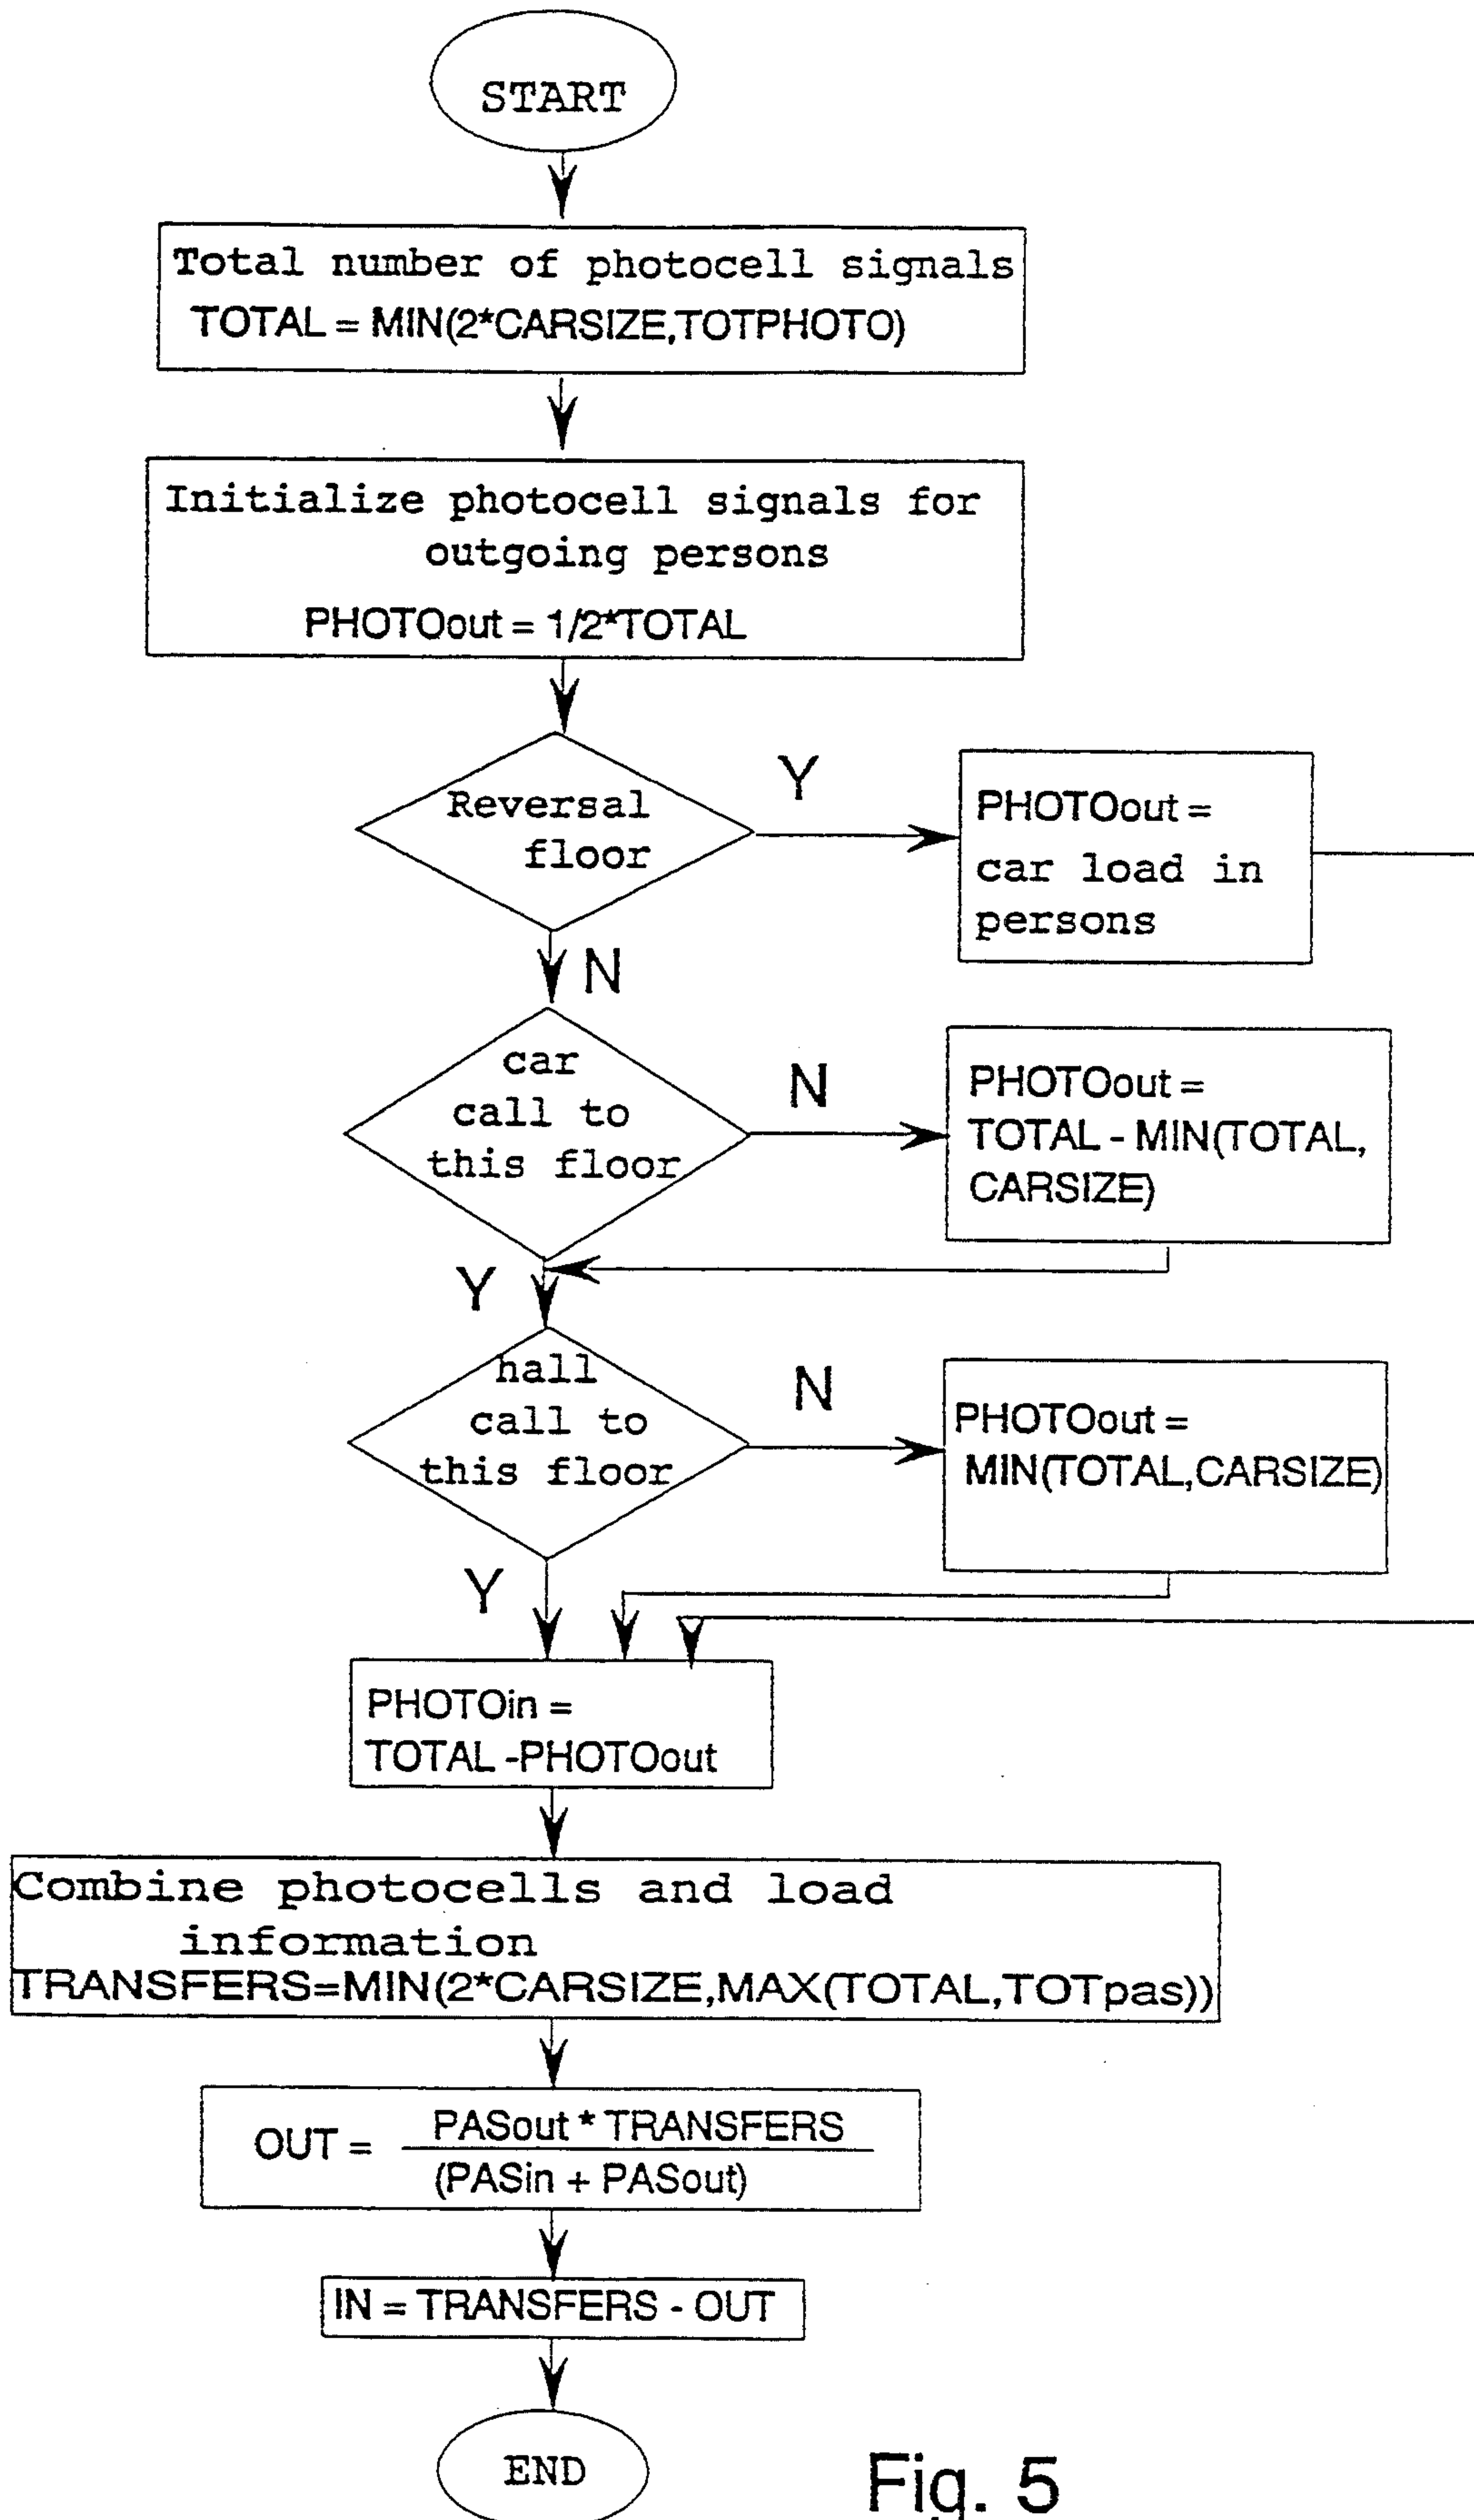 START
Total number of photocell signals
TOTAL = MIN(2*CARSIZE,TOTPHOTO)
Initialize photocell signals for
outgoing persons
PHOTOout = 1/2*TOTAL
Reversal
floor
Y
PHOTOout =
car load in
persons
N
car
call to
this floor
N
PHOTOout =
TOTAL - MIN(TOTAL,
CARSIZE)
Y
hall
call to
this floor
N
PHOTOout =
MIN(TOTAL,CARSIZE)
Y
PHOTOin =
TOTAL -PHOTOout
Combine photocells and load
information
TRANSFERS=MIN(2*CARSIZE,MAX(TOTAL,TOTpas))
OUT =
PASout * TRANSFERS
(PASin + PASout)
IN = TRANSFERS - OUT
END
Fig. 5